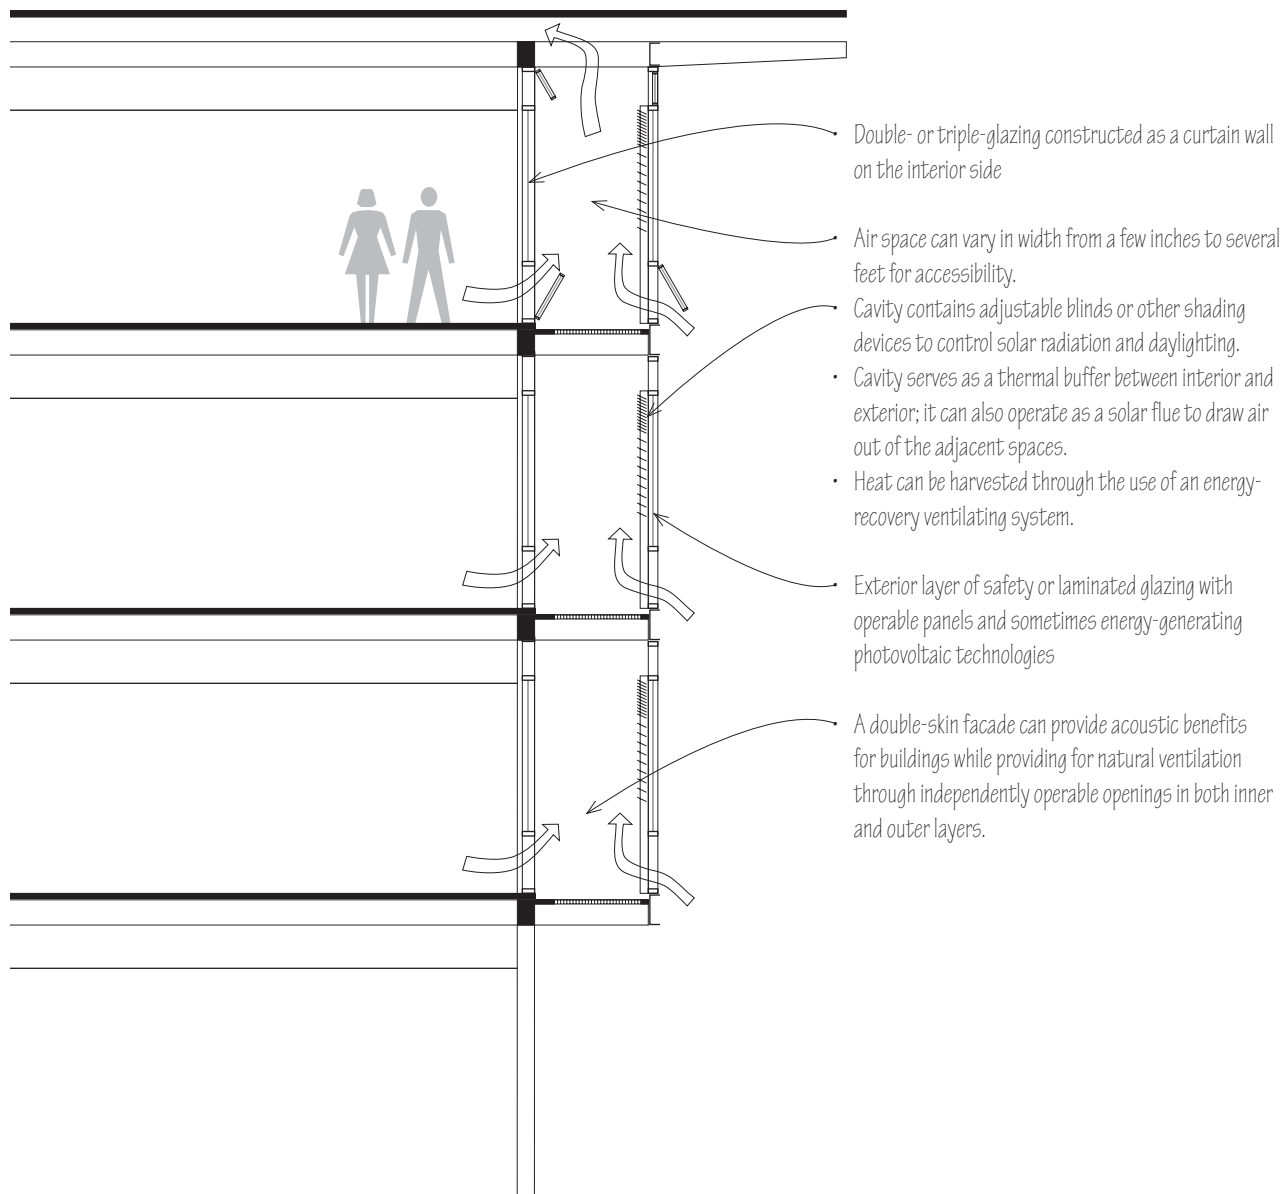 • Double- or triple-glazing constructed as a curtain wall
on the interior side
• Air space can vary in width from a few inches to several
feet for accessibility.
• Cavity contains adjustable blinds or other shading
devices to control solar radiation and daylighting.
• Cavity serves as a thermal buffer between interior and
exterior; it can also operate as a solar flue to draw air
out of the adjacent spaces.
• Heat can be harvested through the use of an energy-
recovery ventilating system.
• Exterior layer of safety or laminated glazing with
operable panels and sometimes energy-generating
photovoltaic technologies
• A double-skin facade can provide acoustic benefits
for buildings while providing for natural ventilation
through independently operable openings in both inner
and outer layers.